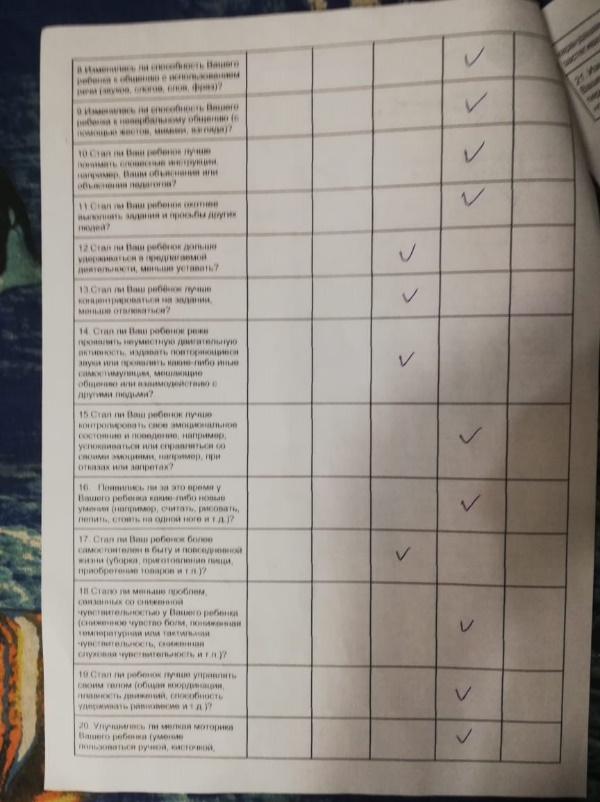 8.Изменилась ли способность Вашего
ребенка к общению с использованием
речи (звуков, слогов, слов, фраз)?
9.Изменилась ли способность Вашего
ребенка к невербальному общению (с
помощью жестов, мимики, взгляда)?
10.Стал ли Ваш ребенок лучше
понимать словесные инструкции,
например, Ваши объяснения или
объяснения педагогов?
11.Стал ли Ваш ребенок охотнее
выполнять задания и просьбы других
людей?
12.Стал ли Ваш ребёнок дольше
удерживаться в предлагаемой
деятельности, меньше уставать?
13.Стал ли Ваш ребёнок лучше
концентрироваться на задании,
меньше отвлекаться?
14. Стал ли Ваш ребенок реже
проявлять неуместную двигательную
активность, издавать повторяющиеся
звуки или проявлять какие-либо иные
самостимуляции, мешающие
общению или взаимодействию с
другими людьми?
15.Стал ли Ваш ребенок лучше
контролировать свое эмоциональное
состояние и поведение, например,
успокаиваться или справляться со
своими эмоциями, например, при
отказах или запретах?
16. Появились ли за это время у
Вашего ребенка какие-либо новые
умения (например, считать, рисовать,
лепить, стоять на одной ноге и т.д.)?
17. Стал ли Ваш ребенок более
самостоятелен в быту и повседневной
жизни (уборка, приготовление пищи,
приобретение товаров и т.п.)?
18.Стало ли меньше проблем,
связанных со сниженной
чувствительностью у Вашего ребенка
(сниженное чувство боли, пониженная
температурная или тактильная
чувствительность, сниженная
слуховая чувствительность и т.п.)?
19.Стал ли ребенок лучше управлять
своим телом (общая координация,
плавность движений, способность
удерживать равновесие и т.д.)?
20. Улучшилась ли мелкая моторика
Вашего ребенка (умение
пользоваться ручкой, кисточкой,